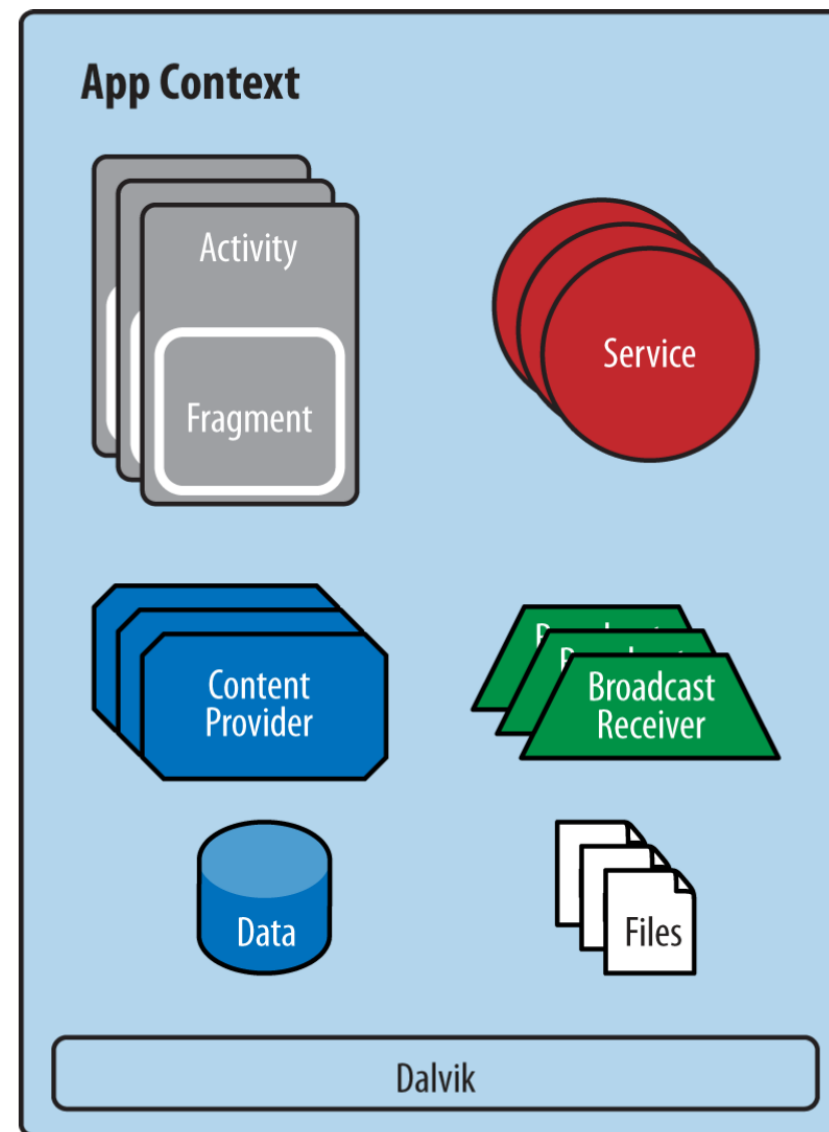 App Context
Activity
Fragment
Service
Content
Provider
Broadcast
Receiver
Data
Files
Dalvik